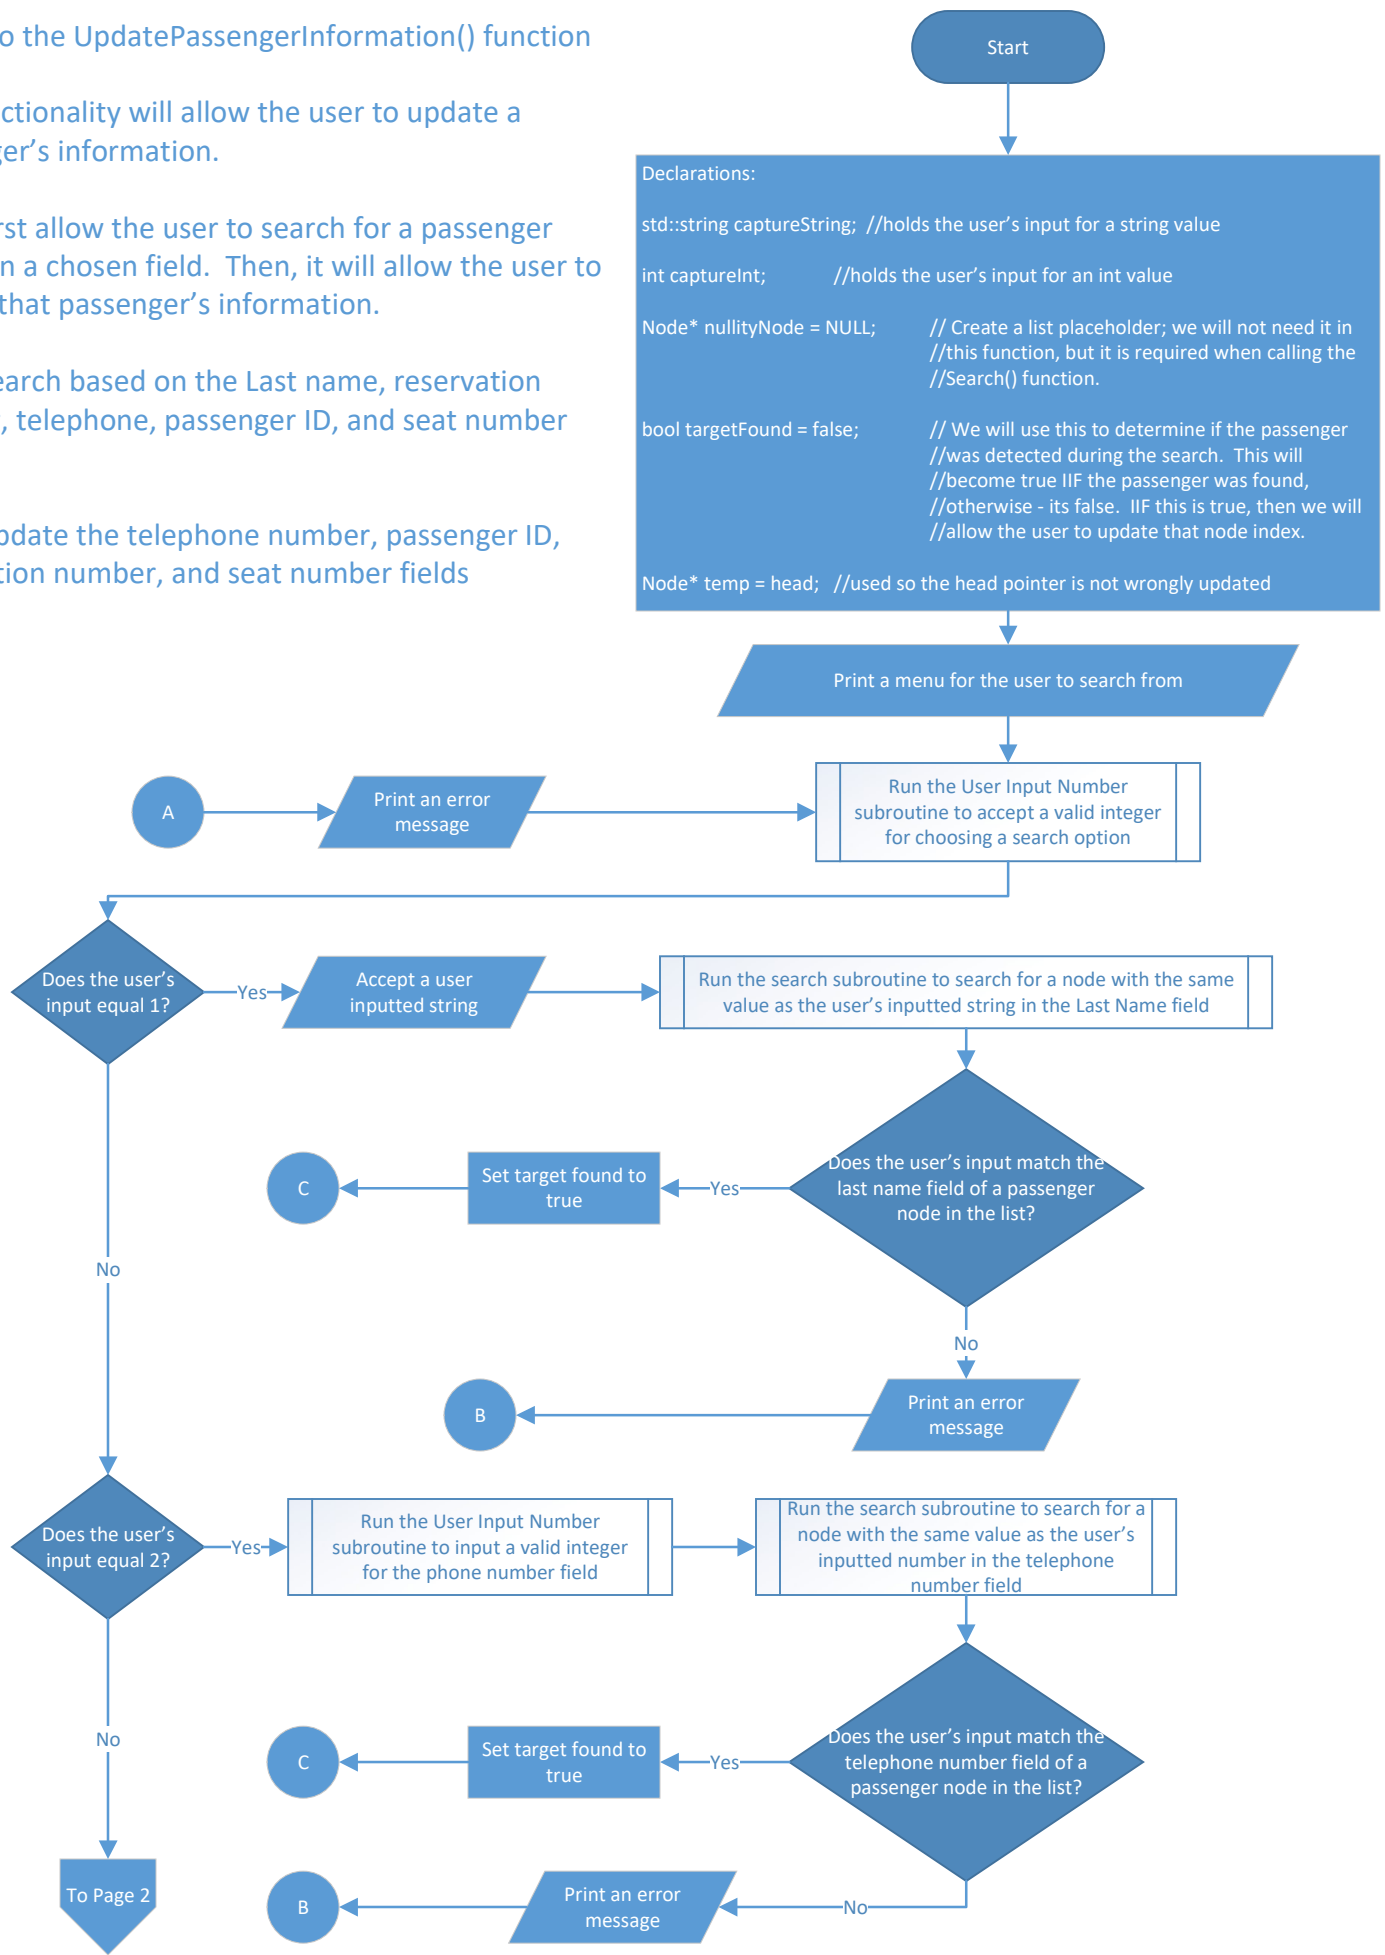 o the UpdatePassengerInformation() function
ctionality will allow the user to update a
ger's information.
rst allow the user to search for a passenger
n a chosen field.  Then, it will allow the user to
that passenger's information.
earch based on the Last name, reservation
, telephone, passenger ID, and seat number
pdate the telephone number, passenger ID,
tion number, and seat number fields
Start
Declarations:
std::string captureString;  //holds the user's input for a string value
int captureInt;  //holds the user's input for an int value
Node* nullityNode = NULL;  // Create a list placeholder; we will not need it in
//this function, but it is required when calling the
//Search() function.
bool targetFound = false;  // We will use this to determine if the passenger
//was detected during the search.  This will
//become true IIF the passenger was found,
//otherwise - its false.  IIF this is true, then we will
//allow the user to update that node index.
Node* temp = head;  //used so the head pointer is not wrongly updated
Print a menu for the user to search from
A
Print an error
message
Run the User Input Number
subroutine to accept a valid integer
for choosing a search option
Does the user's
input equal 1?
Yes
Accept a user
inputted string
Run the search subroutine to search for a node with the same
value as the user's inputted string in the Last Name field
C
Set target found to
true
Yes
Does the user's input match the
last name field of a passenger
node in the list?
No
No
B
Print an error
message
Does the user's
input equal 2?
Yes
Run the User Input Number
subroutine to input a valid integer
for the phone number field
Run the search subroutine to search for a
node with the same value as the user's
inputted number in the telephone
number field
No
C
Set target found to
true
Yes
Does the user's input match the
telephone number field of a
passenger node in the list?
To Page 2
B
Print an error
message
No